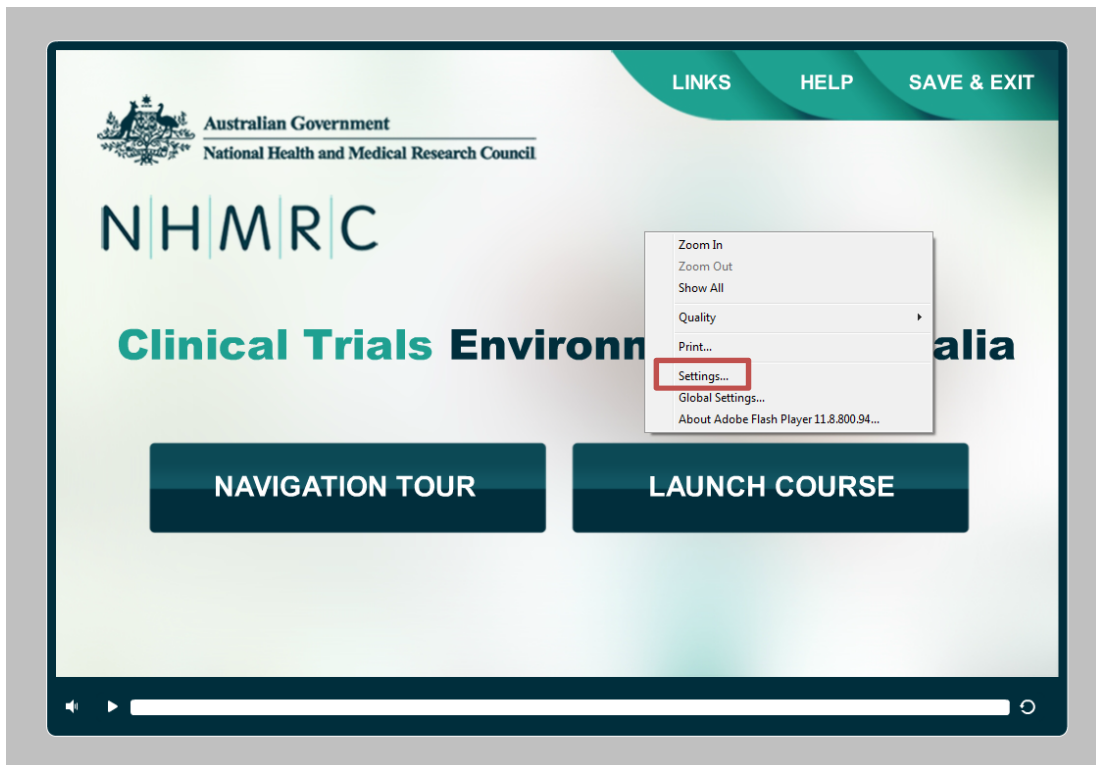 LINKS HELP SAVE & EXIT
Australian Government
National Health and Medical Research Council
N|H|M|R|C
Zoom In
Zoom Out
Show All
Quality
Print...
Settings...
Global Settings...
About Adobe Flash Player 11.8.800.94...
Clinical Trials Environ alia
NAVIGATION TOUR LAUNCH COURSE